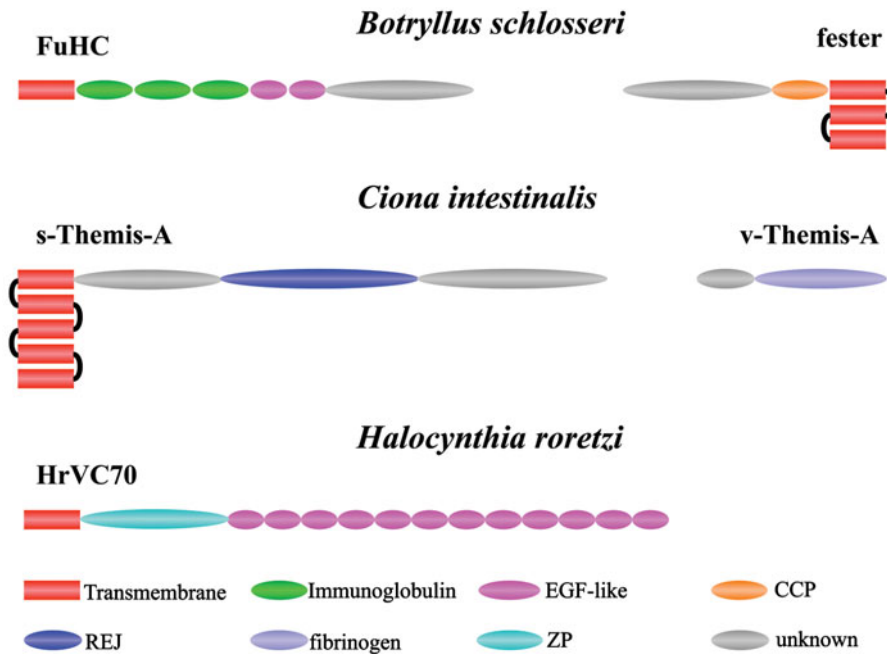 Botryllus schlosseri
FuHC
fester
Ciona intestinalis
s-Themis-A
v-Themis-A
Halocynthia roretzi
HrVC70
Transmembrane
Immunoglobulin
EGF-like
CCP
REJ
fibrinogen
ZP
unknown